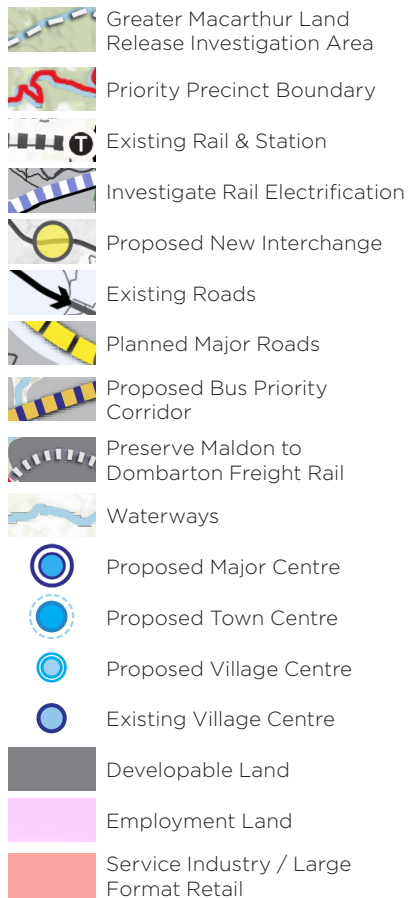 Greater Macarthur Land
Release Investigation Area
Priority Precinct Boundary
T
Existing Rail & Station
Investigate Rail Electrification
Proposed New Interchange
Existing Roads
Planned Major Roads
Proposed Bus Priority
Corridor
Preserve Maldon to
Dombarton Freight Rail
Waterways
Proposed Major Centre
Proposed Town Centre
Proposed Village Centre
Existing Village Centre
Developable Land
Employment Land
Service Industry / Large
Format Retail